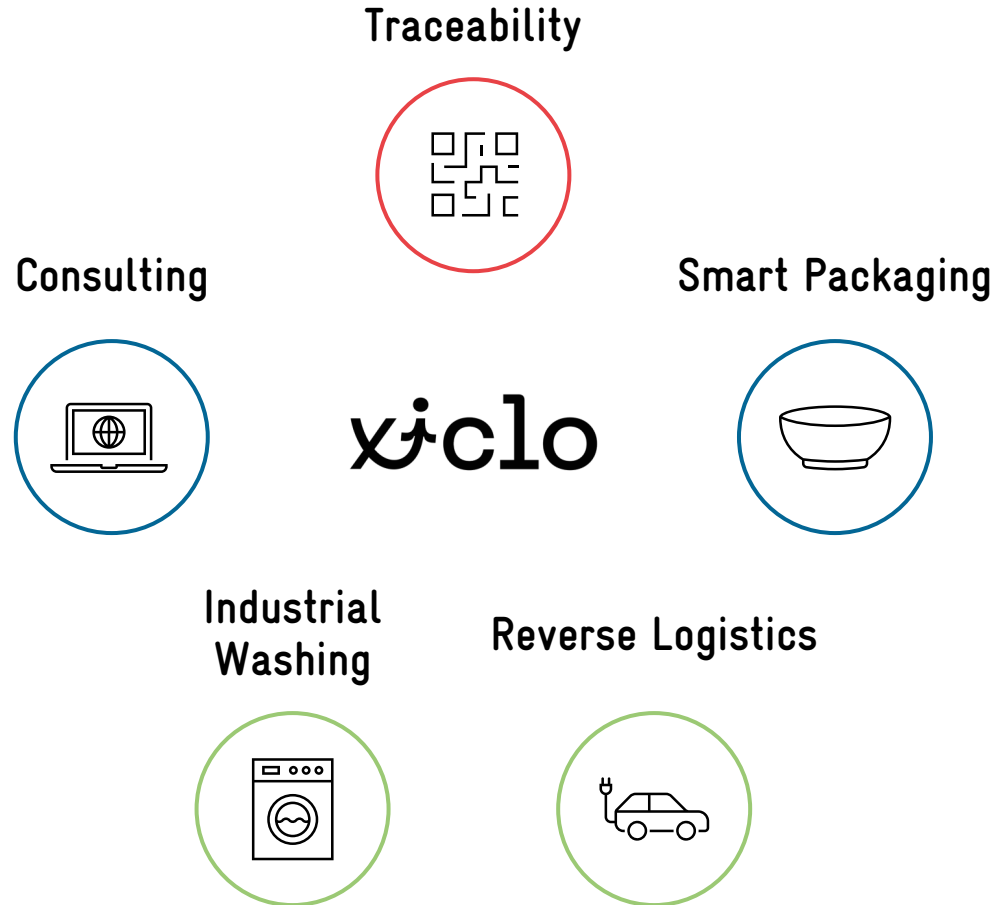 Traceability
Consulting
Smart Packaging
xiclo
Industrial
Washing
Reverse Logistics